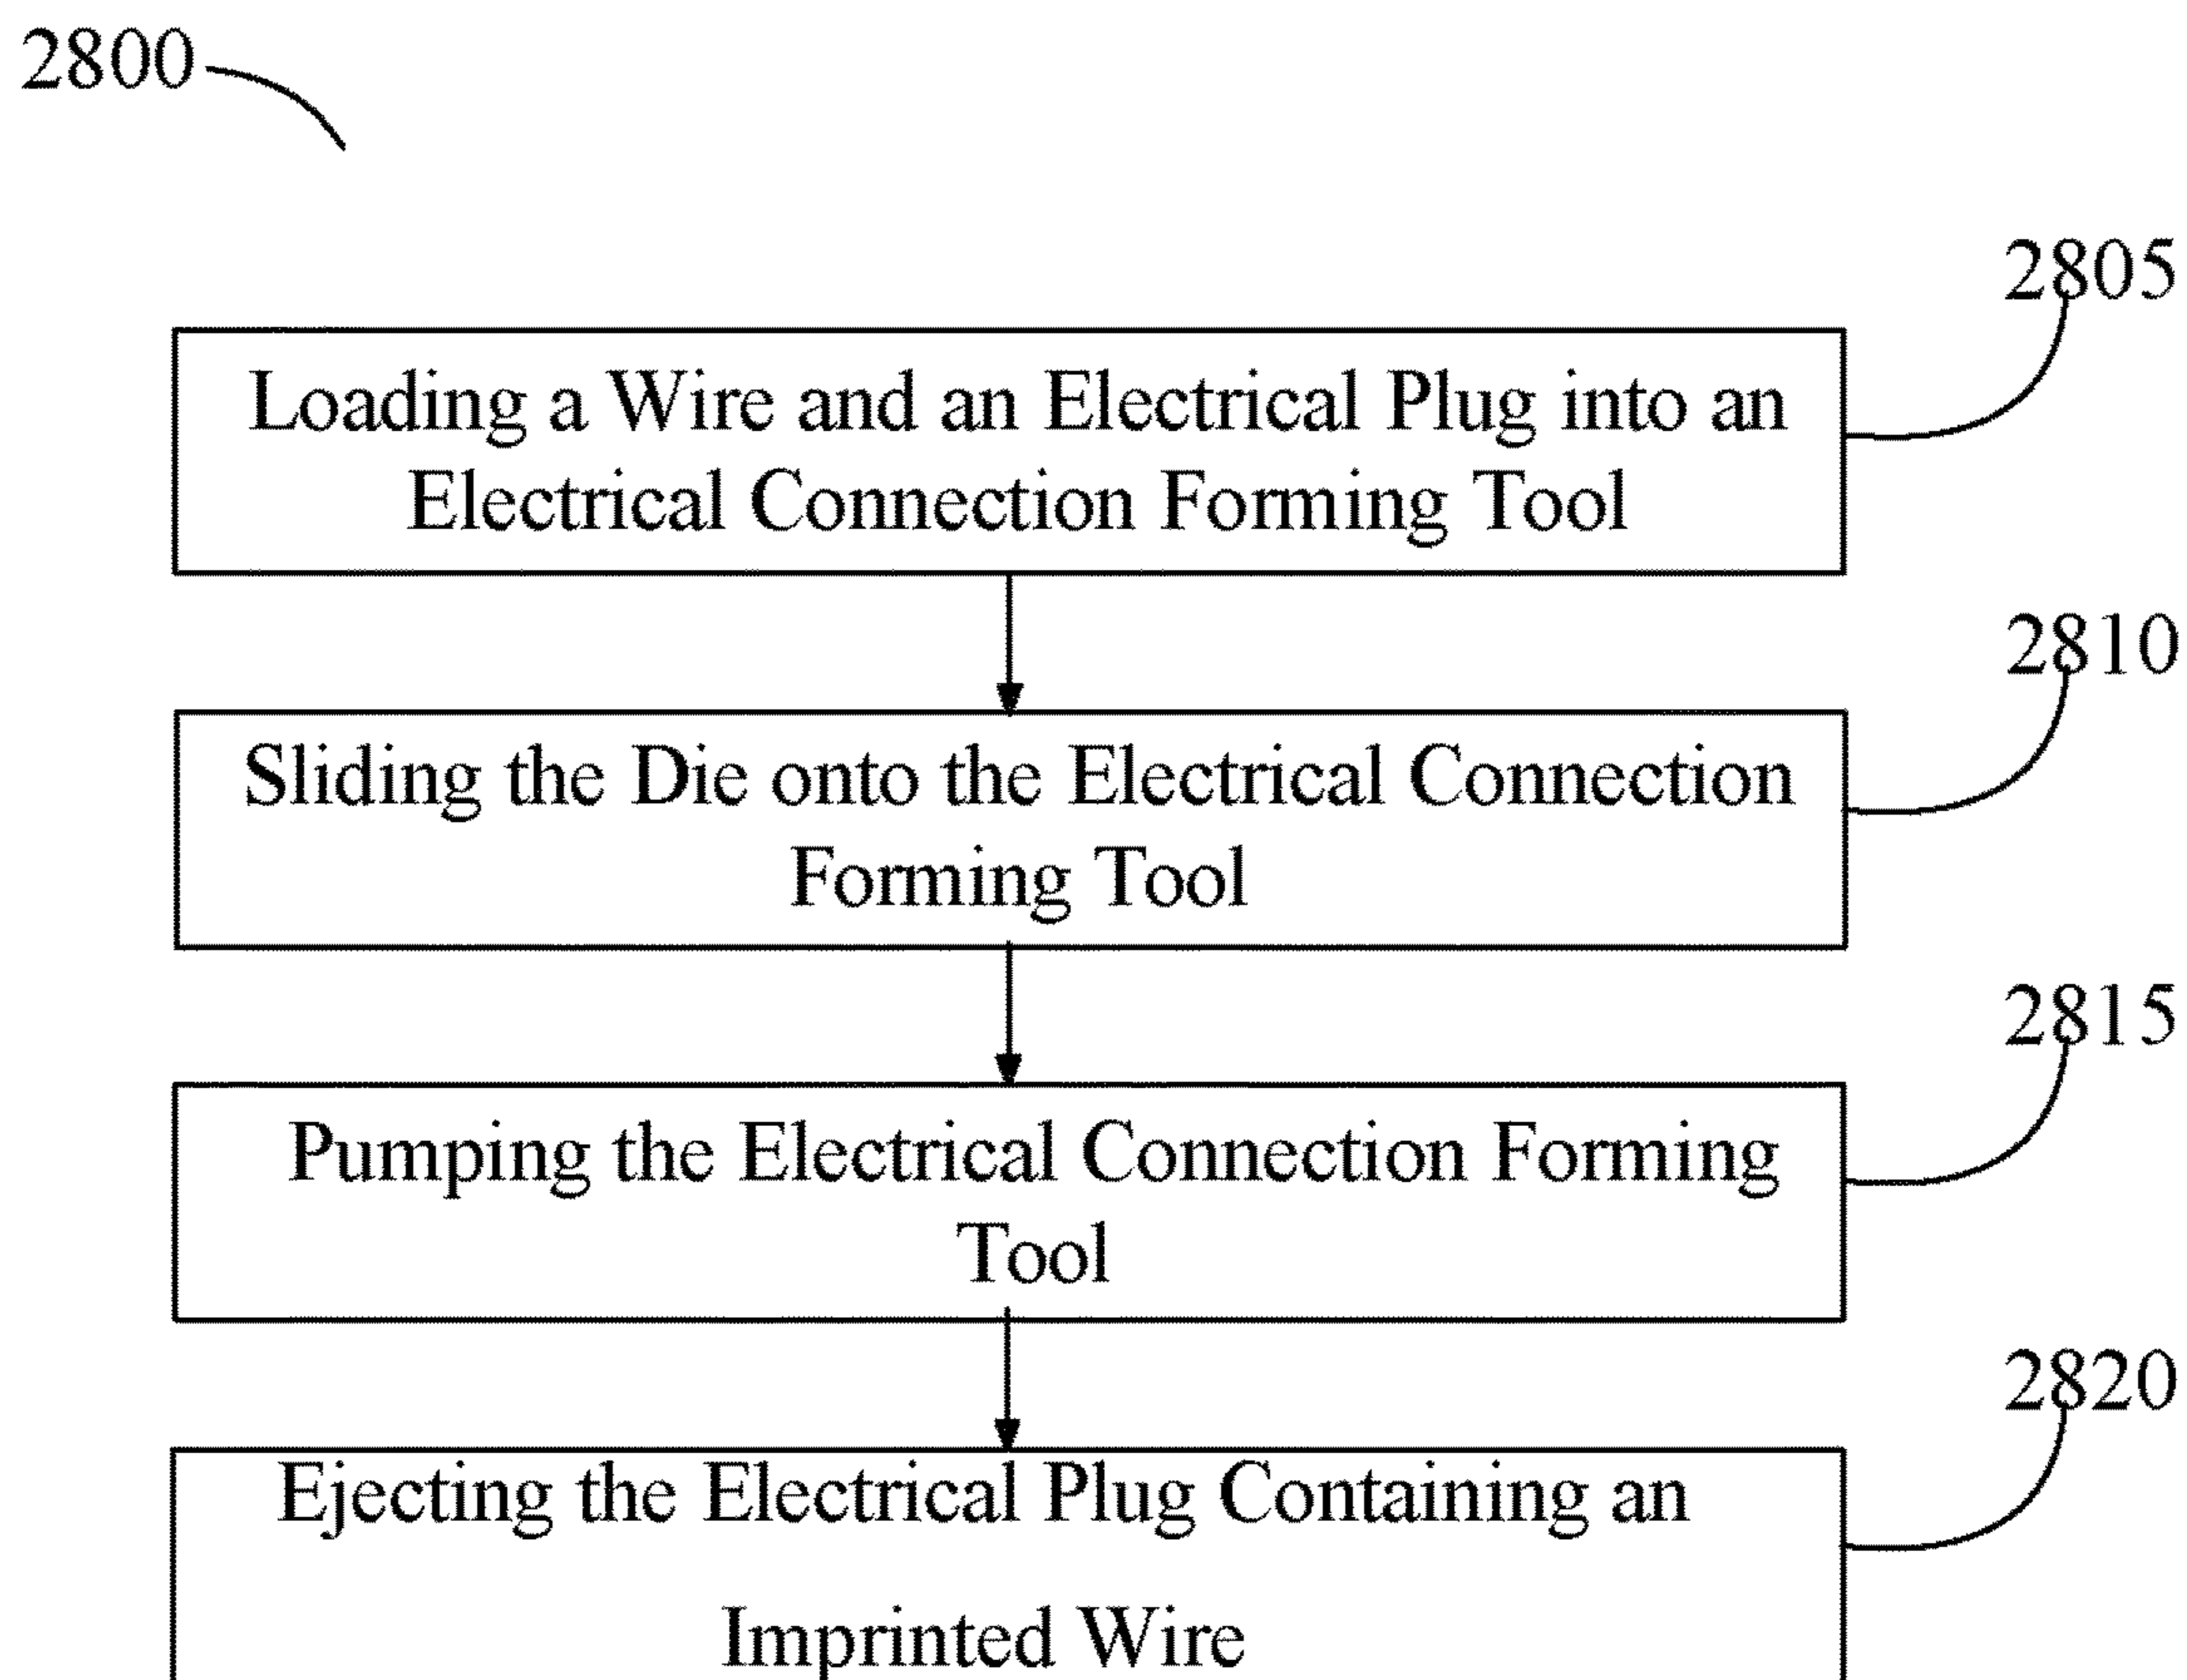 2800
2805
Loading a Wire and an Electrical Plug into an
Electrical Connection Forming Tool
2810
Sliding the Die onto the Electrical Connection
Forming Tool
2815
Pumping the Electrical Connection Forming
Tool
2820
Ejecting the Electrical Plug Containing an
Imprinted Wire